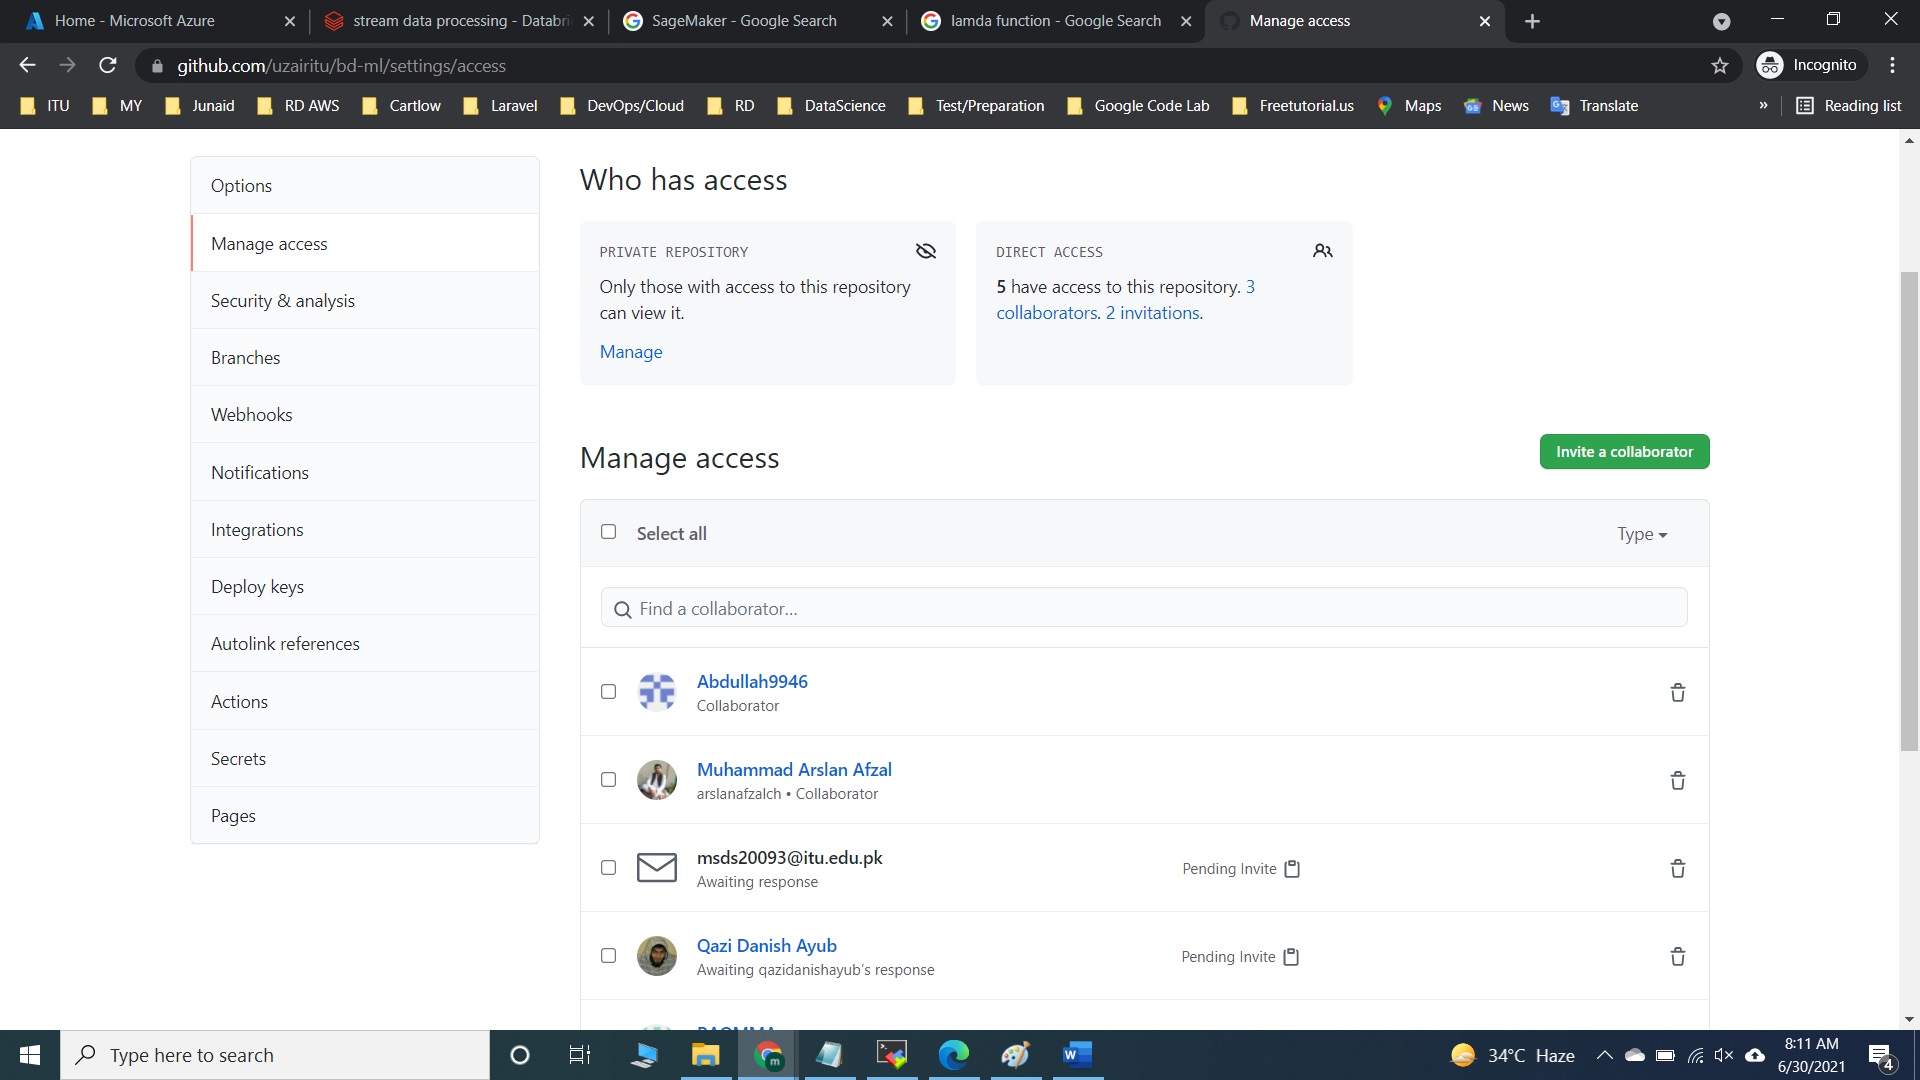 Home - Microsoft Azure
stream data processing - Databri
SageMaker - Google Search
lamda function - Google Search
Manage access
github.com/uzairitu/bd-ml/settings/access
Incognito
ITU
MY
Junaid
RD AWS
Cartlow
Laravel
DevOps/Cloud
RD
DataScience
Test/Preparation
Google Code Lab
Freetutorial.us
Maps
News
Translate
»
Reading list
Options
Manage access
Security & analysis
Branches
Webhooks
Notifications
Integrations
Deploy keys
Autolink references
Actions
Secrets
Pages
Who has access
PRIVATE REPOSITORY
Only those with access to this repository
can view it.
Manage
DIRECT ACCESS
5 have access to this repository. 3
collaborators. 2 invitations.
Manage access
Invite a collaborator
Select all
Type
Find a collaborator...
Abdullah9946
Collaborator
Muhammad Arslan Afzal
arslanafzalch • Collaborator
msds20093@itu.edu.pk
Awaiting response
Pending Invite
Qazi Danish Ayub
Awaiting qazidanishayub's response
Pending Invite
Type here to search
34°C Haze
8:11 AM
6/30/2021
4